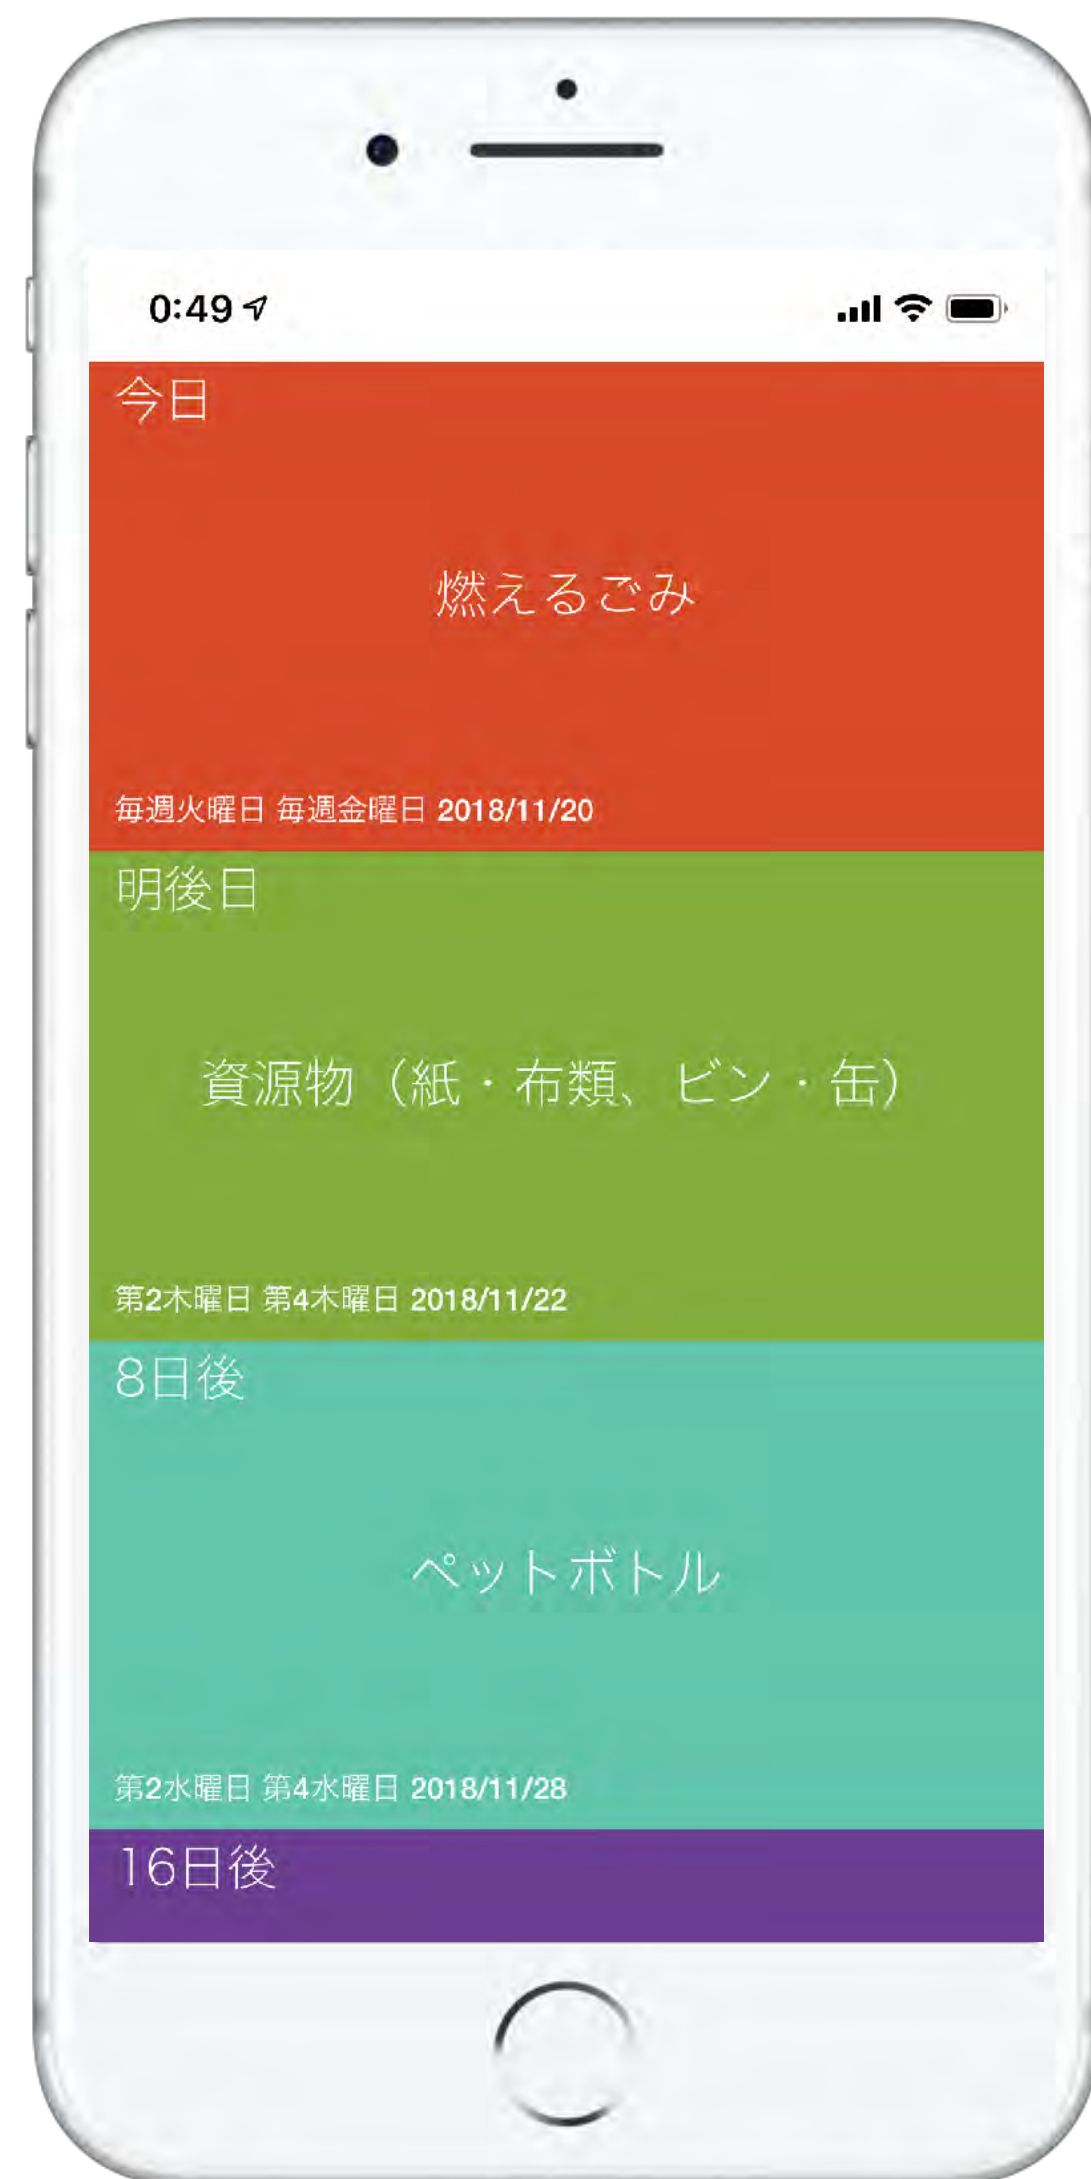 0:49
今日
燃えるごみ
毎週火曜日 毎週金曜日 2018/11/20
明後日
資源物（紙・布類、ビン・缶）
第2木曜日 第4木曜日 2018/11/22
8日後
ペットボトル
第2水曜日 第4水曜日 2018/11/28
16日後